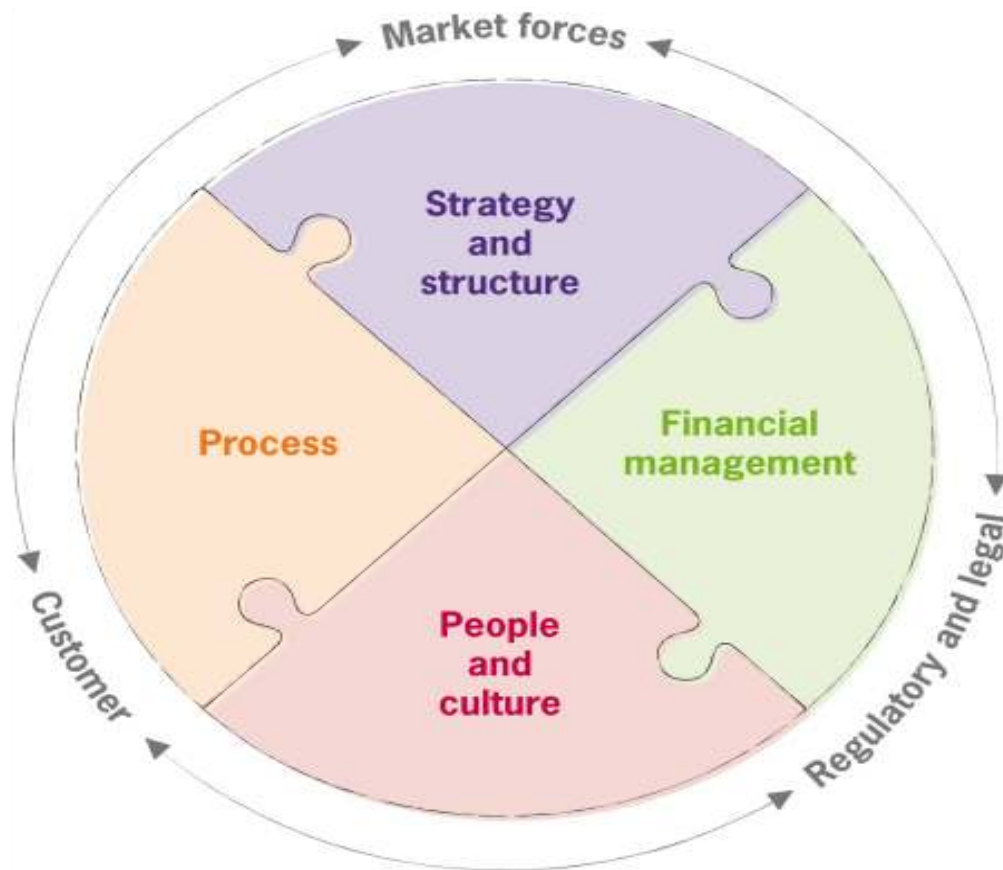 Market forces
Strategy
and
structure
Process
Financial
management
People
and
culture
Customer
Regulatory and legal